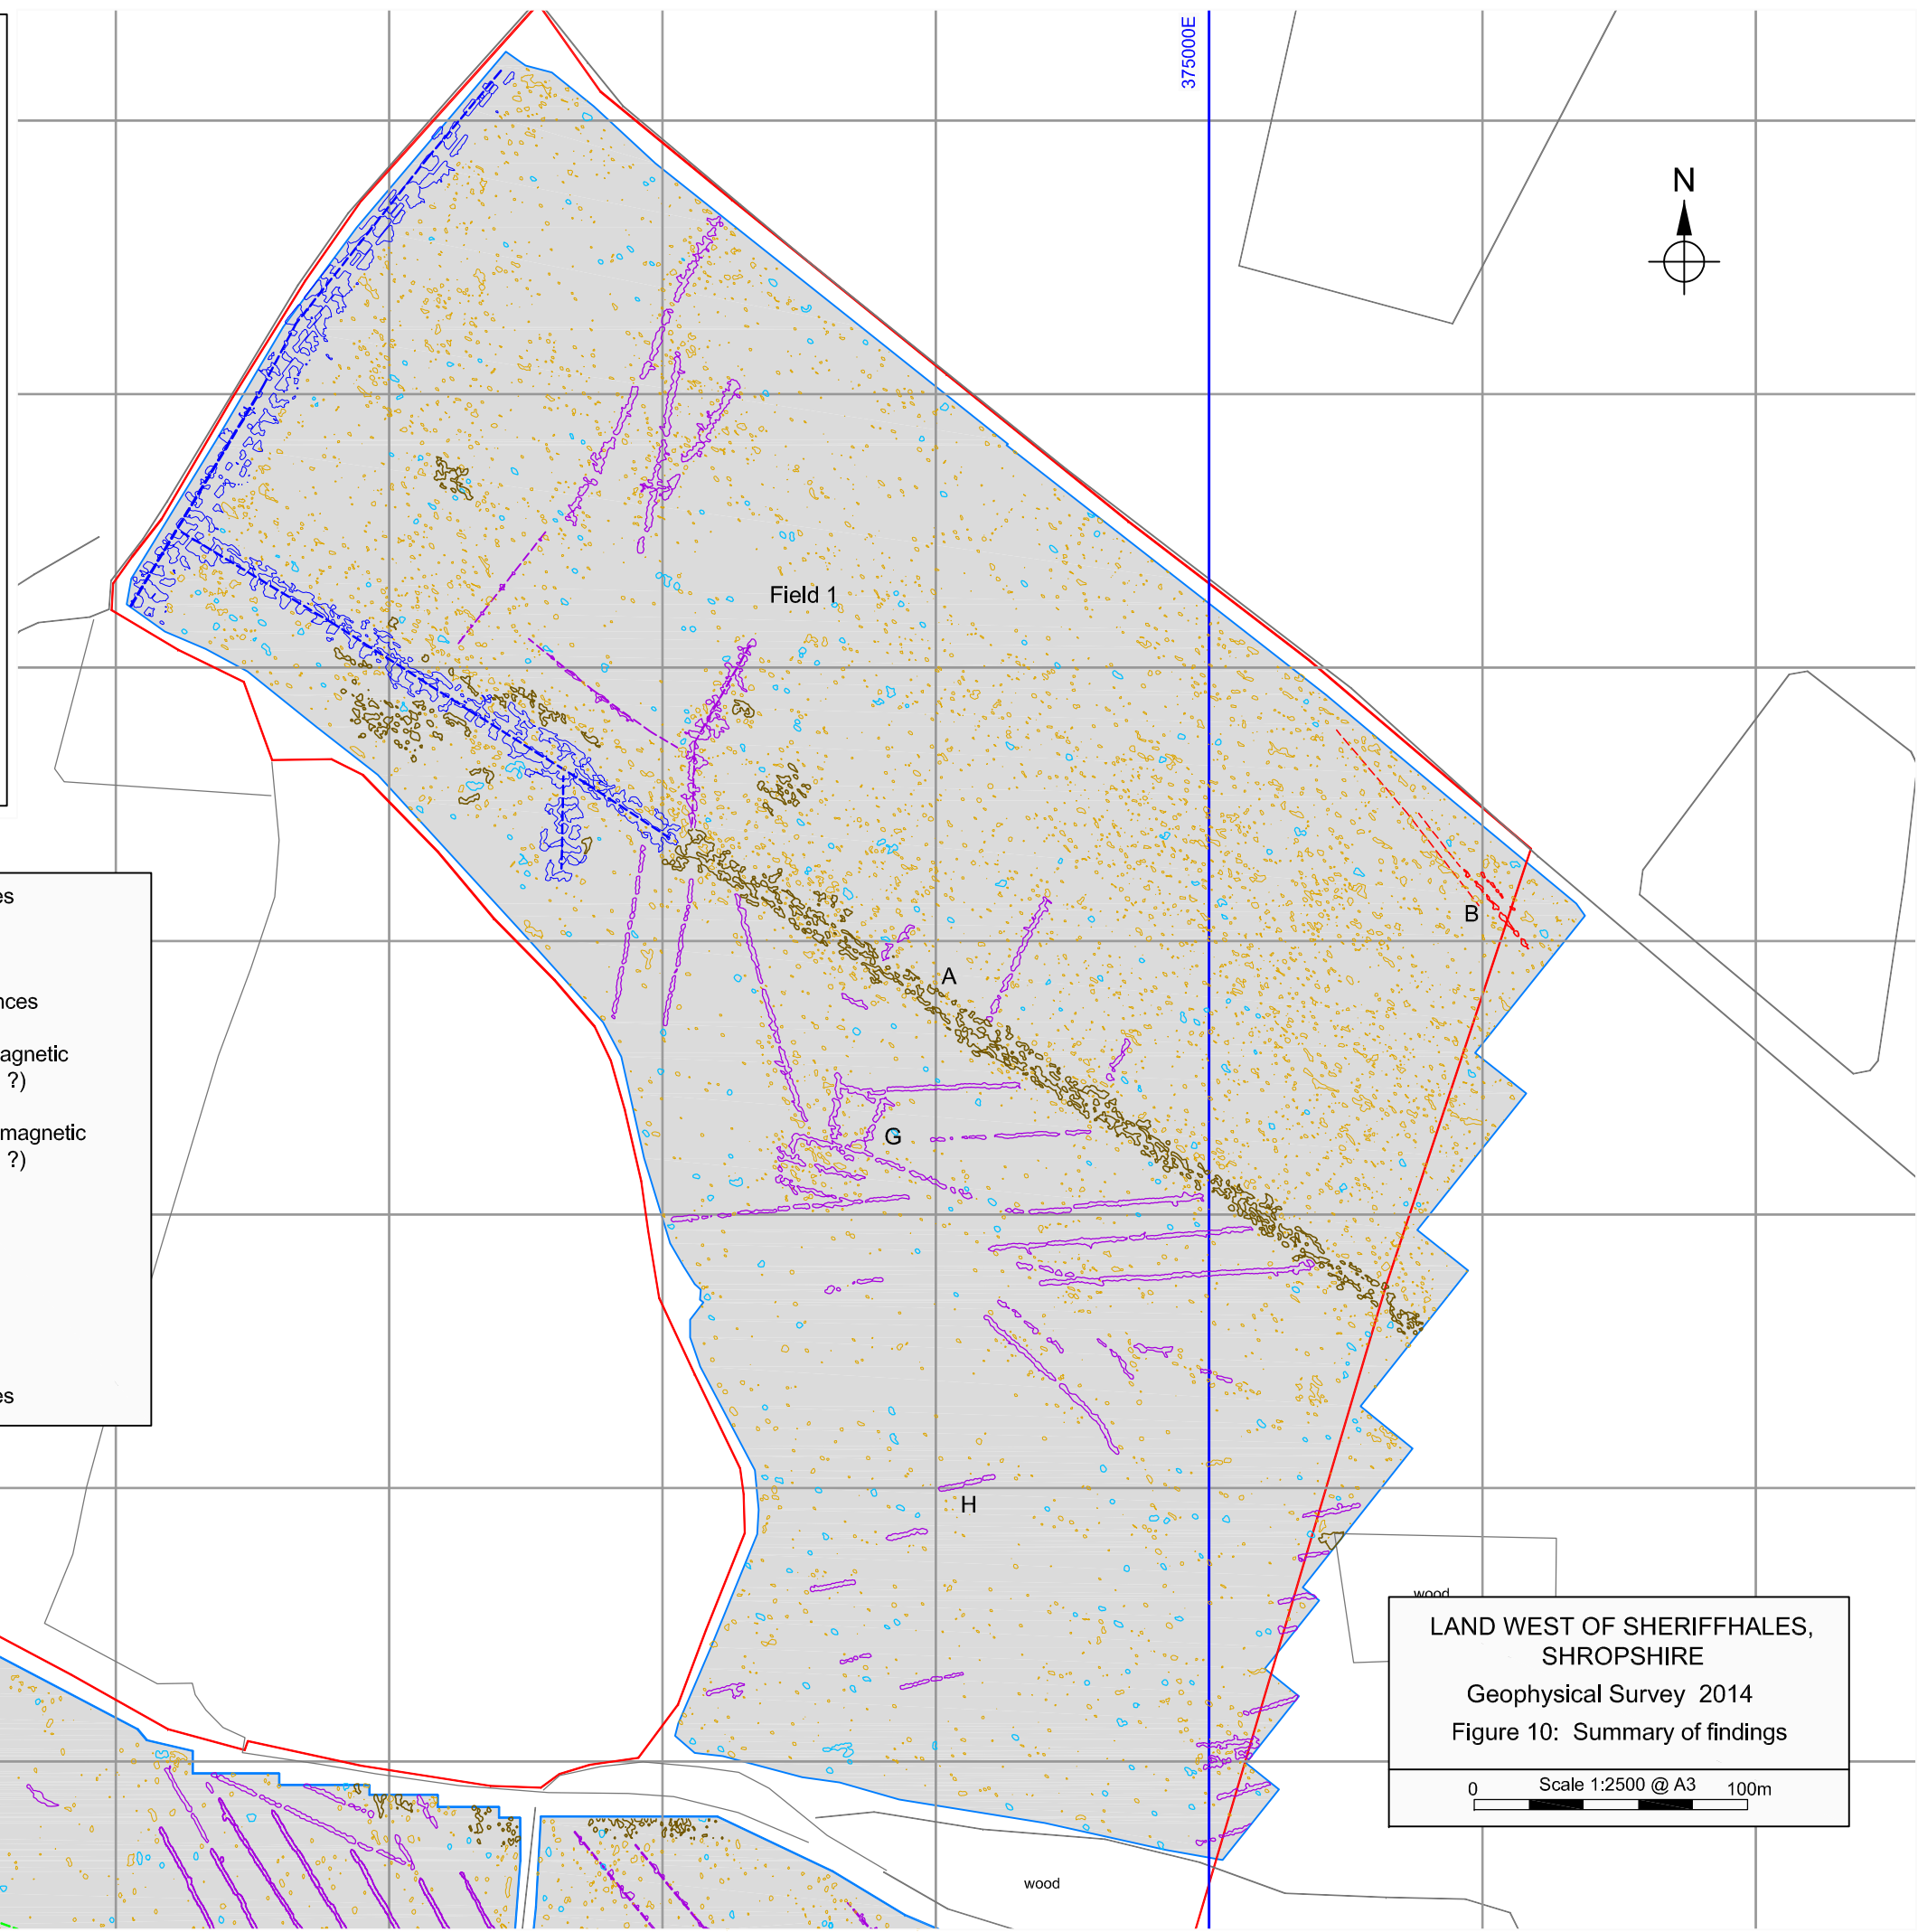 375000E
N
Field 1
B
A
G
H
es
nces
agnetic
?)
magnetic
?)
es
wood
LAND WEST OF SHERIFFHALES,
SHROPSHIRE
Geophysical Survey 2014
Figure 10: Summary of findings
0 Scale 1:2500 @ A3 100m
wood